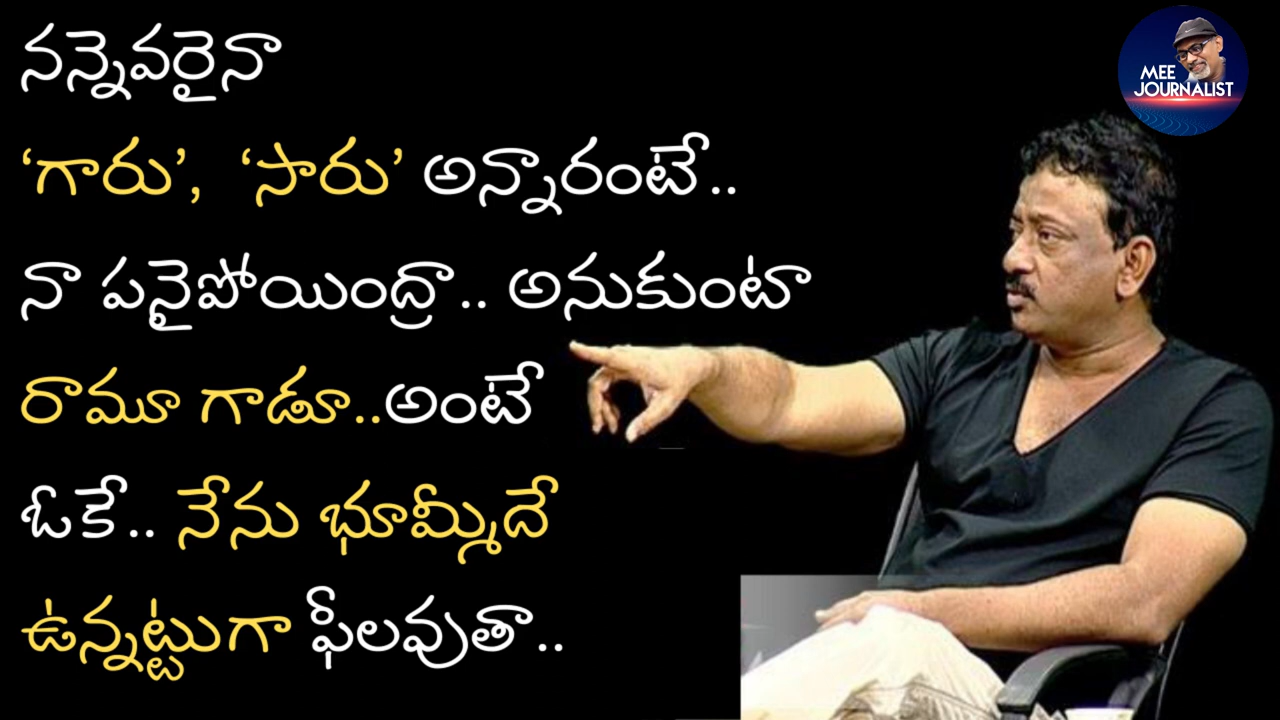 నన్నెవరైనా
‘గారు’, ‘సారు’ అన్నారంటే..
నా పనైపోయింద్రా.. అనుకుంటా
రామూ గాడూ..అంటే
ఓకే.. నేను భూమ్మీదే
ఉన్నట్టుగా ఫీలవుతా..
MEE
JOURNALIST